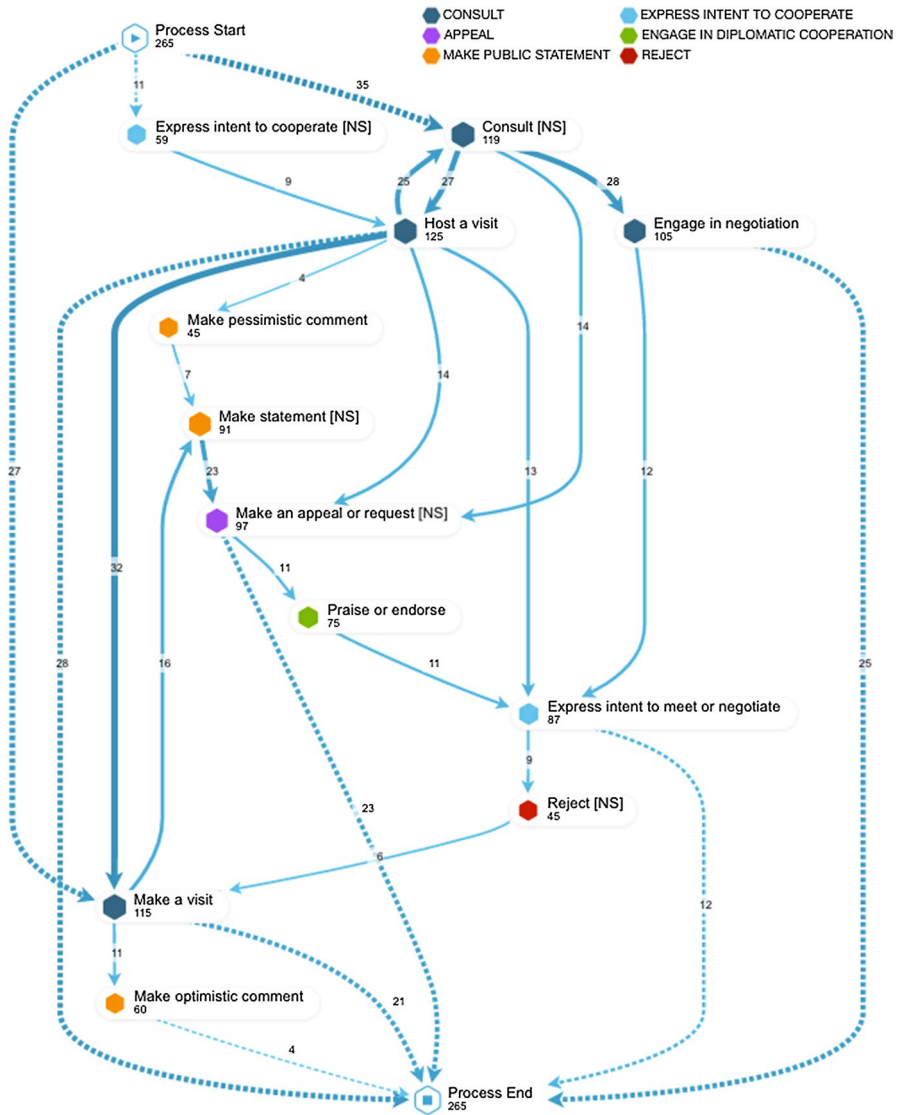 Process Start
265
CONSULT
EXPRESS INTENT TO COOPERATE
APPEAL
ENGAGE IN DIPLOMATIC COOPERATION
MAKE PUBLIC STATEMENT
REJECT
11
35
Express intent to cooperate [NS]
59
Consult [NS]
119
9
25
27
28
Host a visit
125
Engage in negotiation
105
4
Make pessimistic comment
45
14
7
14
Make statement [NS]
91
27
23
13
12
Make an appeal or request [NS]
97
32
11
Praise or endorse
75
28
16
11
25
Express intent to meet or negotiate
87
9
23
Reject [NS]
45
6
Make a visit
115
12
11
Make optimistic comment
60
21
4
Process End
265